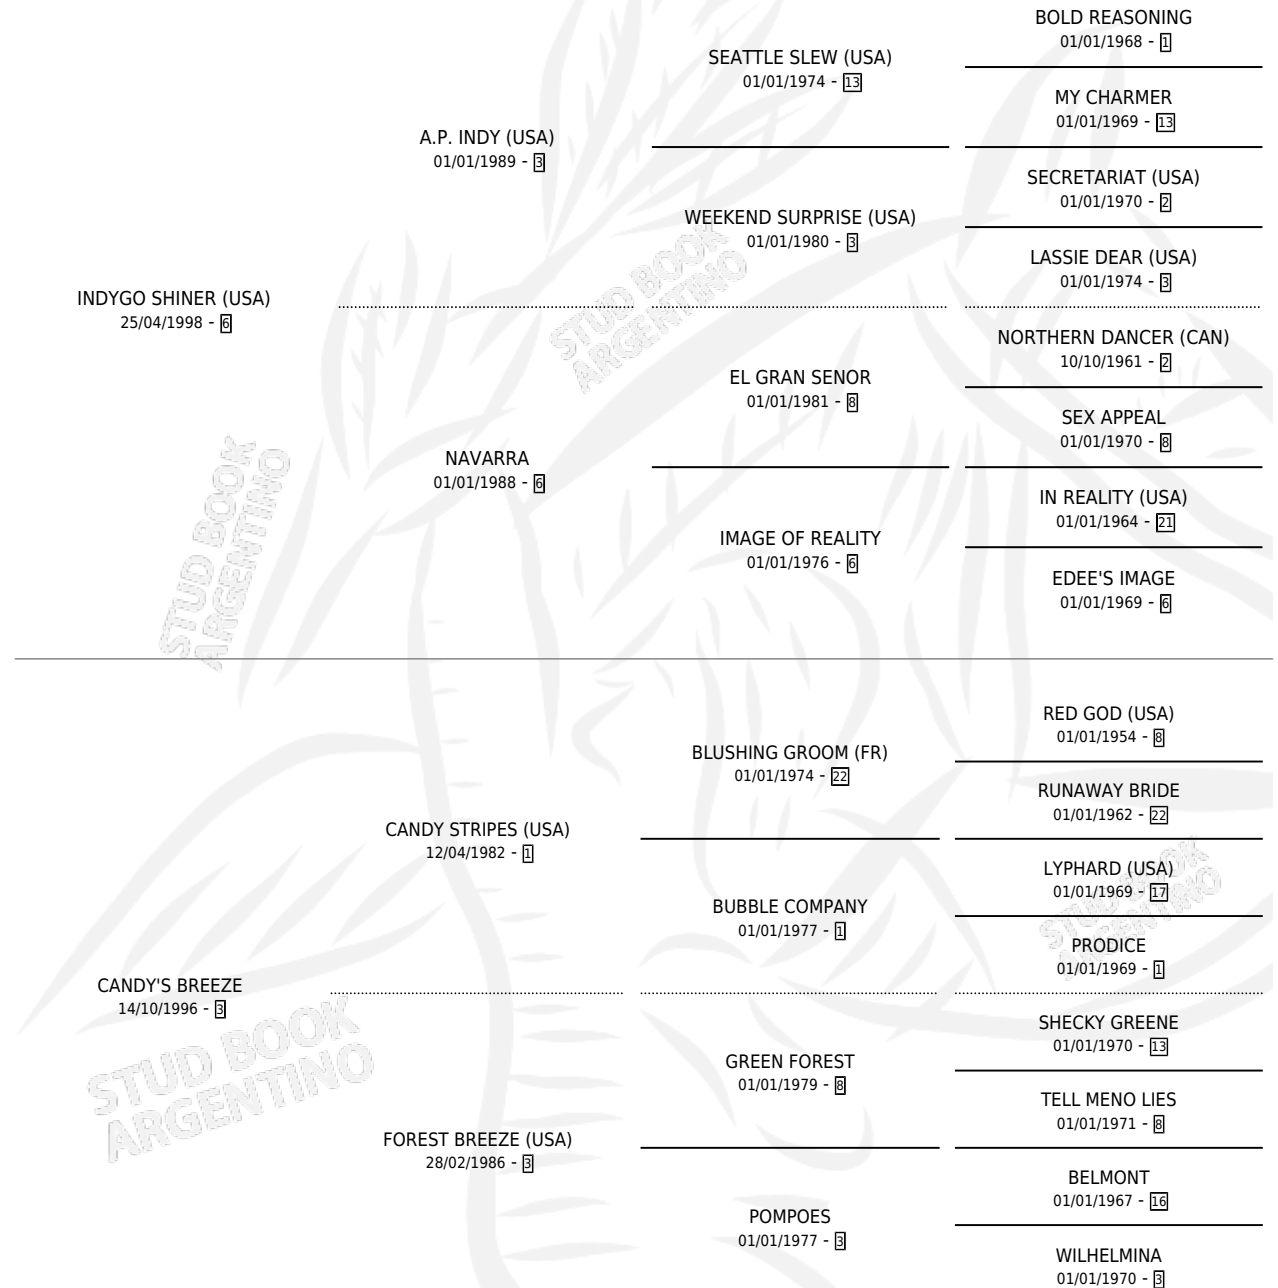 BOLD REASONING
01/01/1968 - 1
SEATTLE SLEW (USA)
01/01/1974 - 13
MY CHARMER
01/01/1969 - 13
A.P. INDY (USA)
01/01/1989 - 3
SECRETARIAT (USA)
01/01/1970 - 2
WEEKEND SURPRISE (USA)
01/01/1980 - 3
LASSIE DEAR (USA)
01/01/1974 - 3
INDYGO SHINER (USA)
25/04/1998 - 6
STUD BOOK
ARGENTINO
NORTHERN DANCER (CAN)
10/10/1961 - 2
EL GRAN SENOR
01/01/1981 - 8
SEX APPEAL
01/01/1970 - 8
NAVARRA
01/01/1988 - 6
IN REALITY (USA)
01/01/1964 - 21
IMAGE OF REALITY
01/01/1976 - 6
EDEE'S IMAGE
01/01/1969 - 6
STUD BOOK
ARGENTINO
RED GOD (USA)
01/01/1954 - 8
BLUSHING GROOM (FR)
01/01/1974 - 22
RUNAWAY BRIDE
01/01/1962 - 22
CANDY STRIPES (USA)
12/04/1982 - 1
LYPHARD (USA)
01/01/1969 - 17
BUBBLE COMPANY
01/01/1977 - 1
STUD BOOK
ARGENTINO
PRODICE
01/01/1969 - 1
CANDY'S BREEZE
14/10/1996 - 3
STUD BOOK
ARGENTINO
SHECKY GREENE
01/01/1970 - 13
GREEN FOREST
01/01/1979 - 8
TELL MENO LIES
01/01/1971 - 8
FOREST BREEZE (USA)
28/02/1986 - 3
BELMONT
01/01/1967 - 16
POMPOES
01/01/1977 - 3
WILHELMINA
01/01/1970 - 3